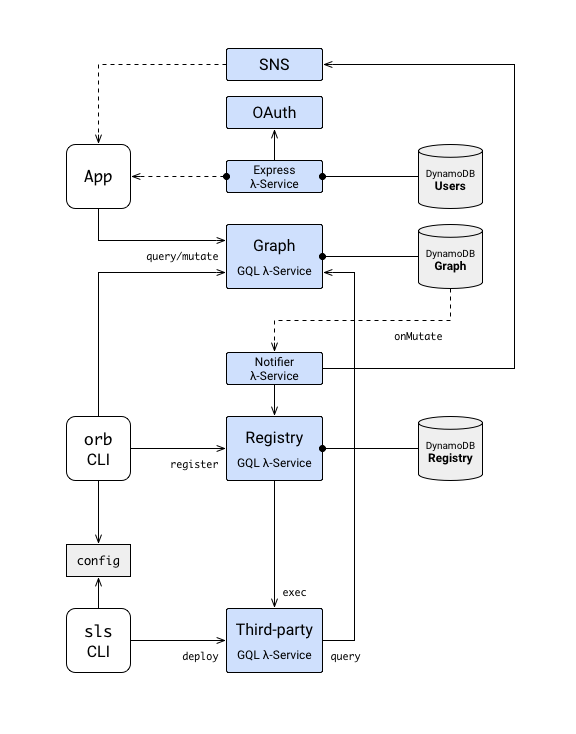 SNS
OAuth
App
Express
λ-Service
DynamoDB
Users
query/mutate
Graph
GQL λ-Service
DynamoDB
Graph
onMutate
Notifier
λ-Service
orb
CLI
register
Registry
GQL λ-Service
DynamoDB
Registry
config
exec
sls
CLI
deploy
Third-party
GQL λ-Service
query